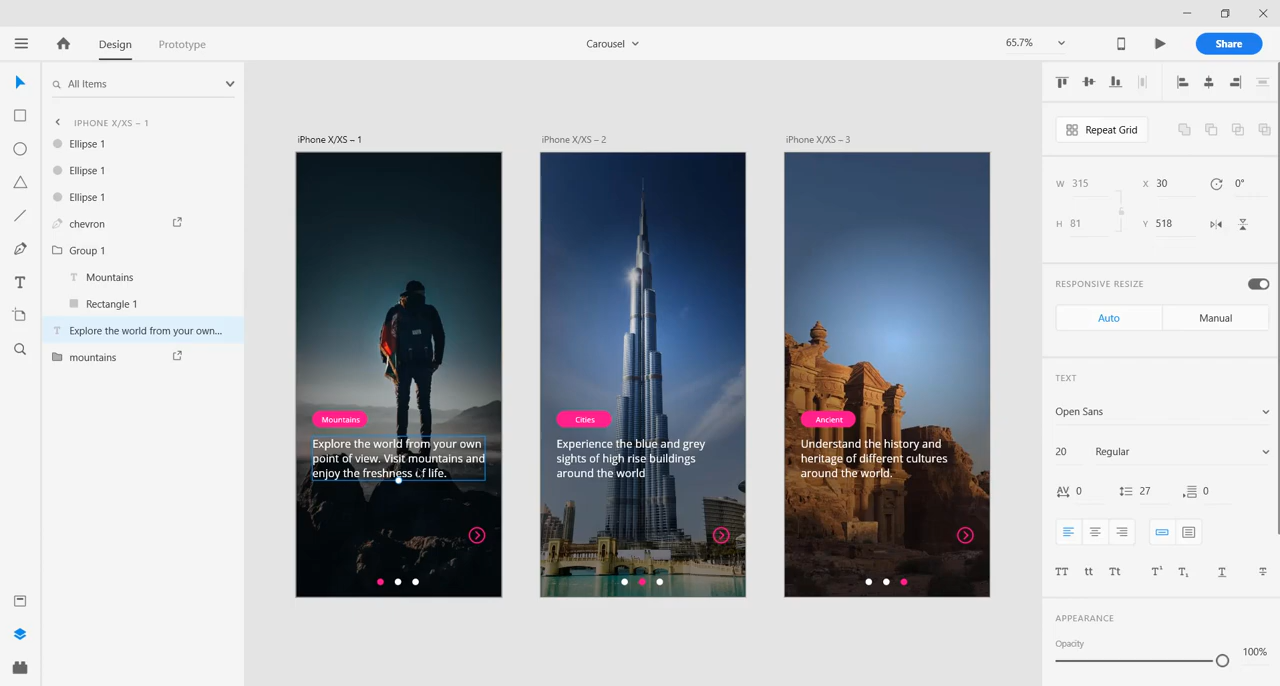 Design
Prototype
Carousel
65.7%
Share
All Items
IPHONE X/XS – 1
Ellipse 1
Ellipse 1
Ellipse 1
chevron
Group 1
Mountains
Rectangle 1
Explore the world from your own...
mountains
iPhone X/XS – 1
Mountains
Explore the world from your own
point of view. Visit mountains and
enjoy the freshness of life.
iPhone X/XS – 2
Cities
Experience the blue and grey
sights of high rise buildings
around the world
iPhone X/XS – 3
Ancient
Understand the history and
heritage of different cultures
around the world.
Repeat Grid
W 315 X 30 0°
H 81 Y 518
RESPONSIVE RESIZE
Auto Manual
TEXT
Open Sans
20 Regular
AV 0 27 0
TT tt Tt T¹ T₁ T T
APPEARANCE
Opacity
100%